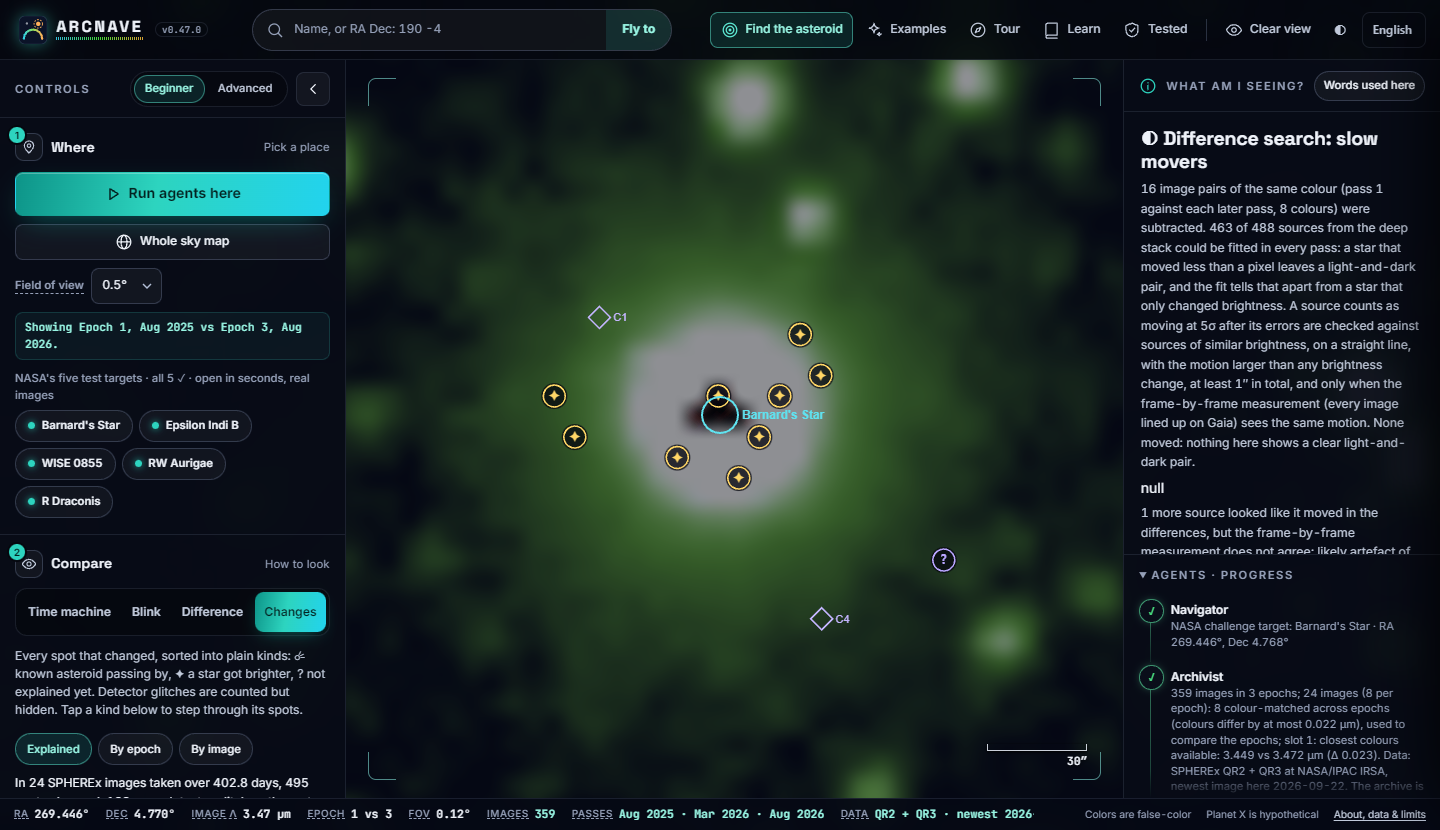 ARCNAVE
v0.47.0
Name, or RA Dec: 190 -4
Fly to
Find the asteroid
Examples
Tour
Learn
Tested
Clear view
English
CONTROLS
Beginner
Advanced
1
Where
Pick a place
Run agents here
Whole sky map
Field of view
0.5°
Showing Epoch 1, Aug 2025 vs Epoch 3, Aug
2026.
NASA's five test targets · all 5 ✓ · open in seconds, real
images
Barnard's Star
Epsilon Indi B
WISE 0855
RW Aurigae
R Draconis
2
Compare
How to look
Time machine
Blink
Difference
Changes
Every spot that changed, sorted into plain kinds: ☄
known asteroid passing by, ✦ a star got brighter, ? not
explained yet. Detector glitches are counted but
hidden. Tap a kind below to step through its spots.
Explained
By epoch
By image
In 24 SPHEREx images taken over 402.8 days, 495
C1
Barnard's Star
?
C4
30″
WHAT AM I SEEING?
Words used here
Difference search: slow
movers
16 image pairs of the same colour (pass 1
against each later pass, 8 colours) were
subtracted. 463 of 488 sources from the deep
stack could be fitted in every pass: a star that
moved less than a pixel leaves a light-and-dark
pair, and the fit tells that apart from a star that
only changed brightness. A source counts as
moving at 5σ after its errors are checked against
sources of similar brightness, on a straight line,
with the motion larger than any brightness
change, at least 1″ in total, and only when the
frame-by-frame measurement (every image
lined up on Gaia) sees the same motion. None
moved: nothing here shows a clear light-and-
dark pair.
null
1 more source looked like it moved in the
differences, but the frame-by-frame
measurement does not agree: likely artefact of
AGENTS · PROGRESS
Navigator
NASA challenge target: Barnard's Star · RA
269.446°, Dec 4.768°
Archivist
359 images in 3 epochs; 24 images (8 per
epoch): 8 colour-matched across epochs
(colours differ by at most 0.022 µm), used to
compare the epochs; slot 1: closest colours
available: 3.449 vs 3.472 µm (Δ 0.023). Data:
SPHEREx QR2 + QR3 at NASA/IPAC IRSA,
newest image here 2026-09-22. The archive is
RA 269.446°
DEC 4.770°
IMAGE Λ 3.47 µm
EPOCH 1 vs 3
FOV 0.12°
IMAGES 359
PASSES Aug 2025 · Mar 2026 · Aug 2026
DATA QR2 + QR3 · newest 2026
Colors are false-color
Planet X is hypothetical
About, data & limits